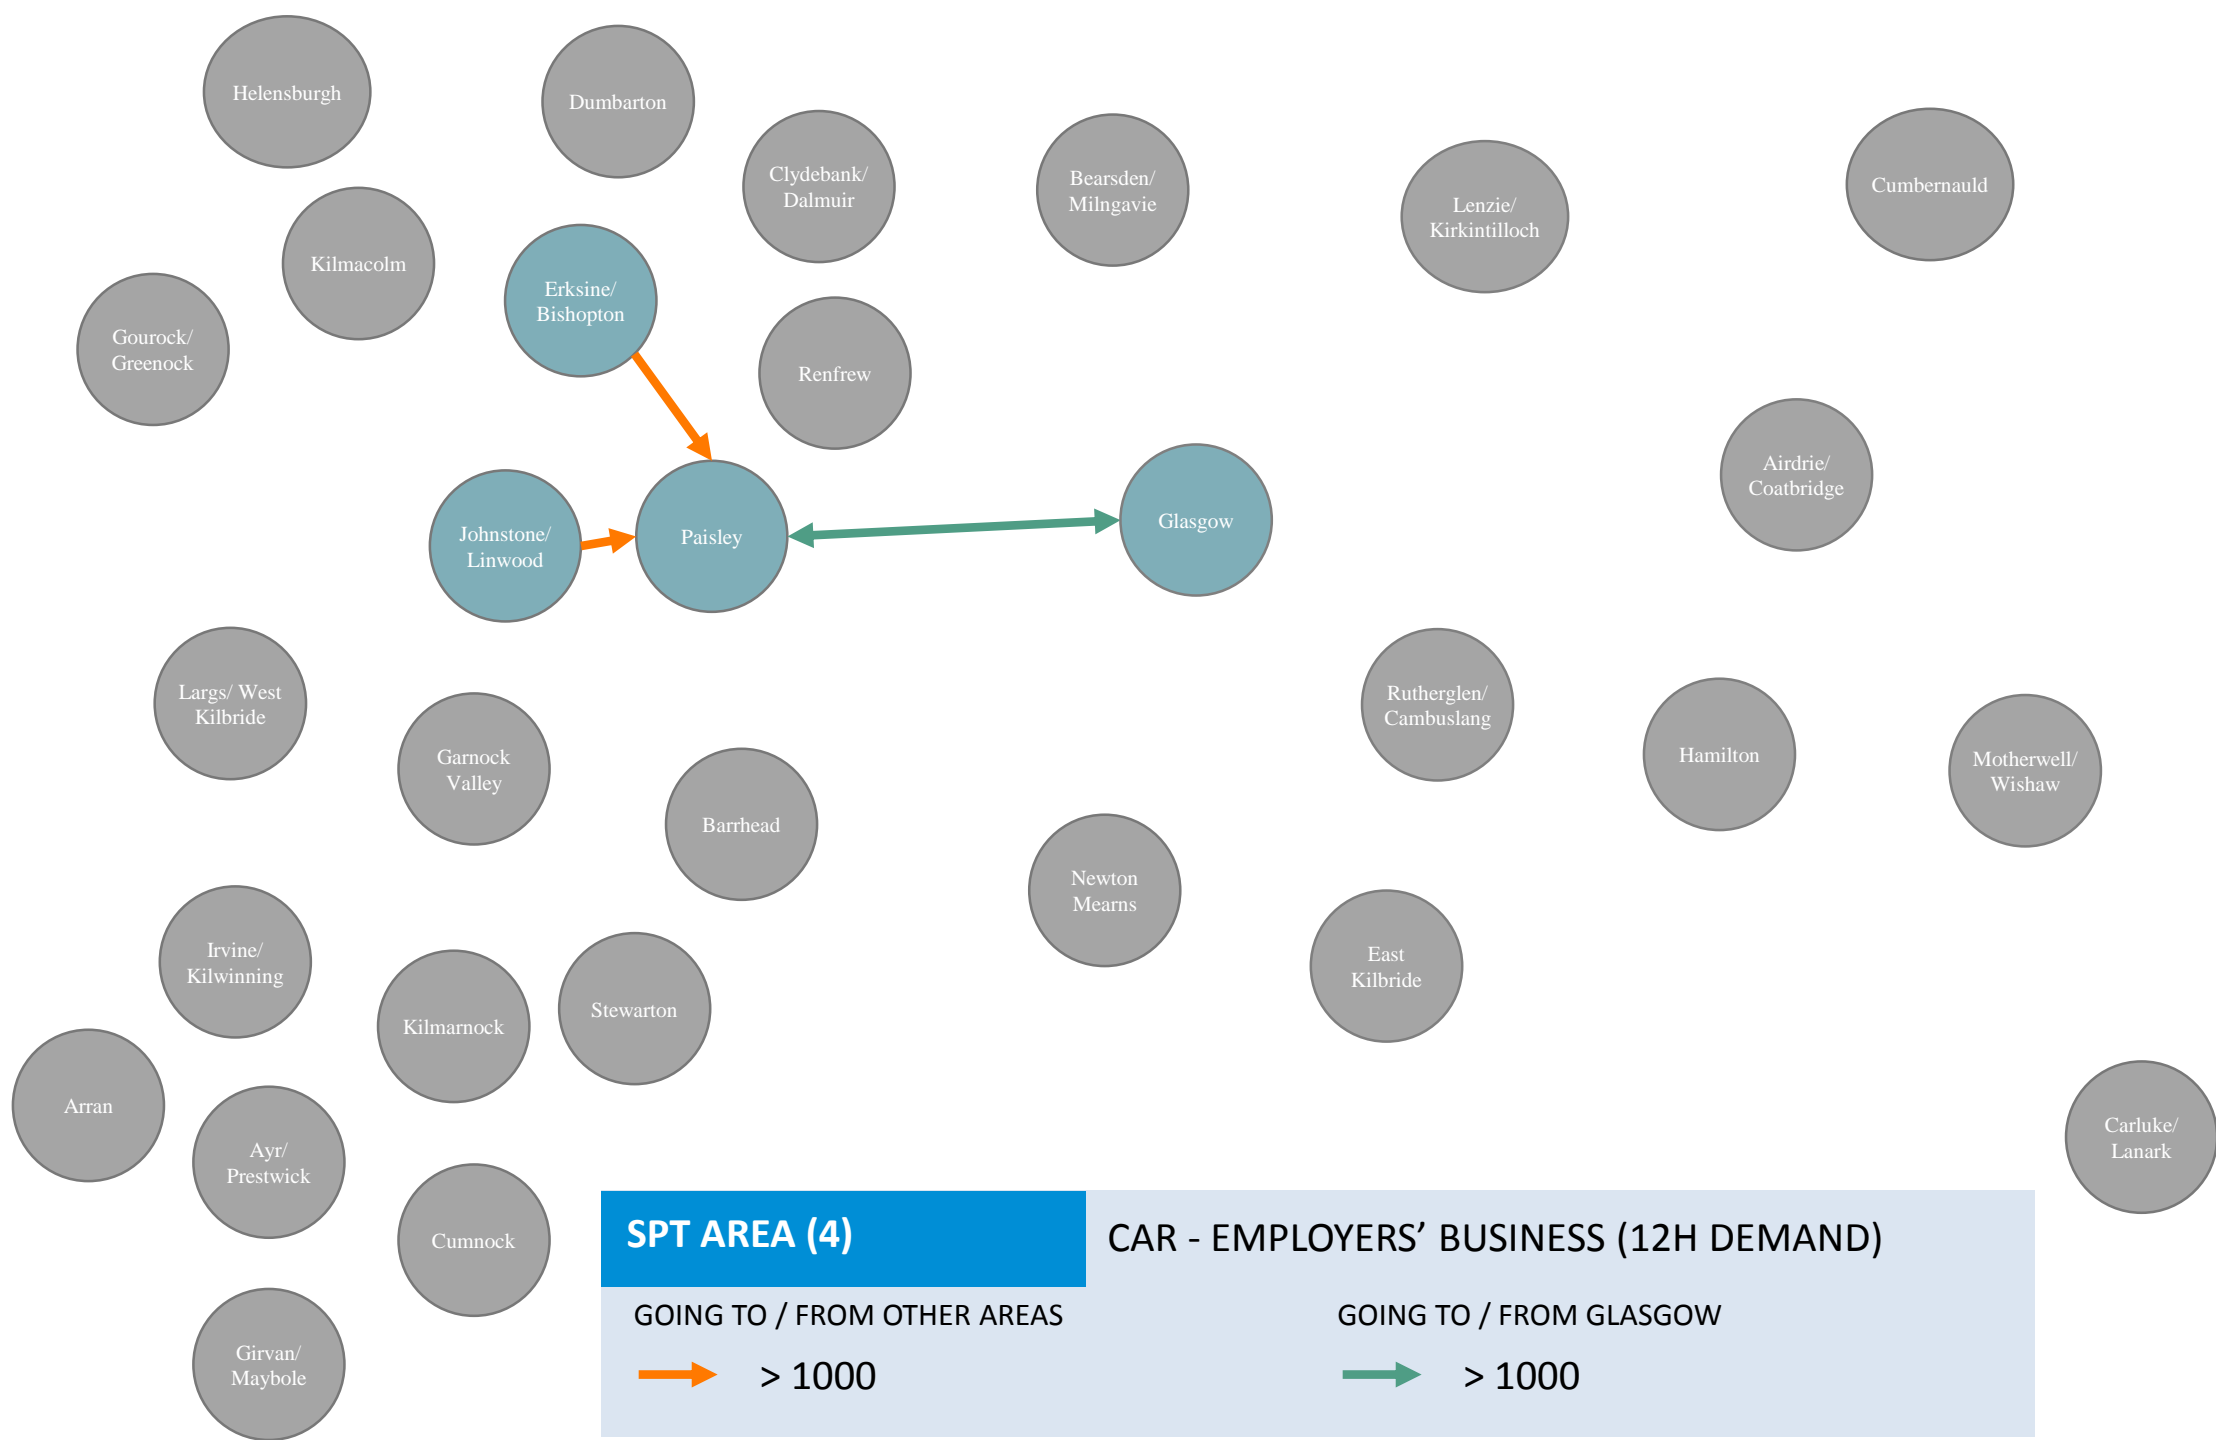 Helensburgh
Dumbarton
Clydebank/
Dalmuir
Bearsden/
Milngavie
Lenzie/
Kirkintilloch
Cumbernauld
Kilmacolm
Erksine/
Bishopton
Gourock/
Greenock
Renfrew
Airdrie/
Coatbridge
Johnstone/
Linwood
Paisley
Glasgow
Largs/ West
Kilbride
Garnock
Valley
Barrhead
Rutherglen/
Cambuslang
Hamilton
Motherwell/
Wishaw
Newton
Mearns
East
Kilbride
Irvine/
Kilwinning
Kilmarnock
Stewarton
Arran
Ayr/
Prestwick
Cumnock
Carluke/
Lanark
Girvan/
Maybole
SPT AREA (4)
CAR - EMPLOYERS’ BUSINESS (12H DEMAND)
GOING TO / FROM OTHER AREAS
> 1000
GOING TO / FROM GLASGOW
> 1000